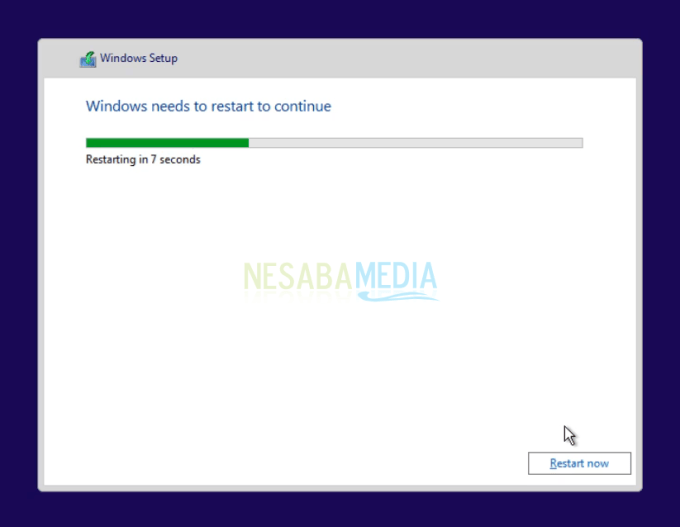 Windows Setup
Windows needs to restart to continue
Restarting in 7 seconds
NESABAMEDIA
Restart now